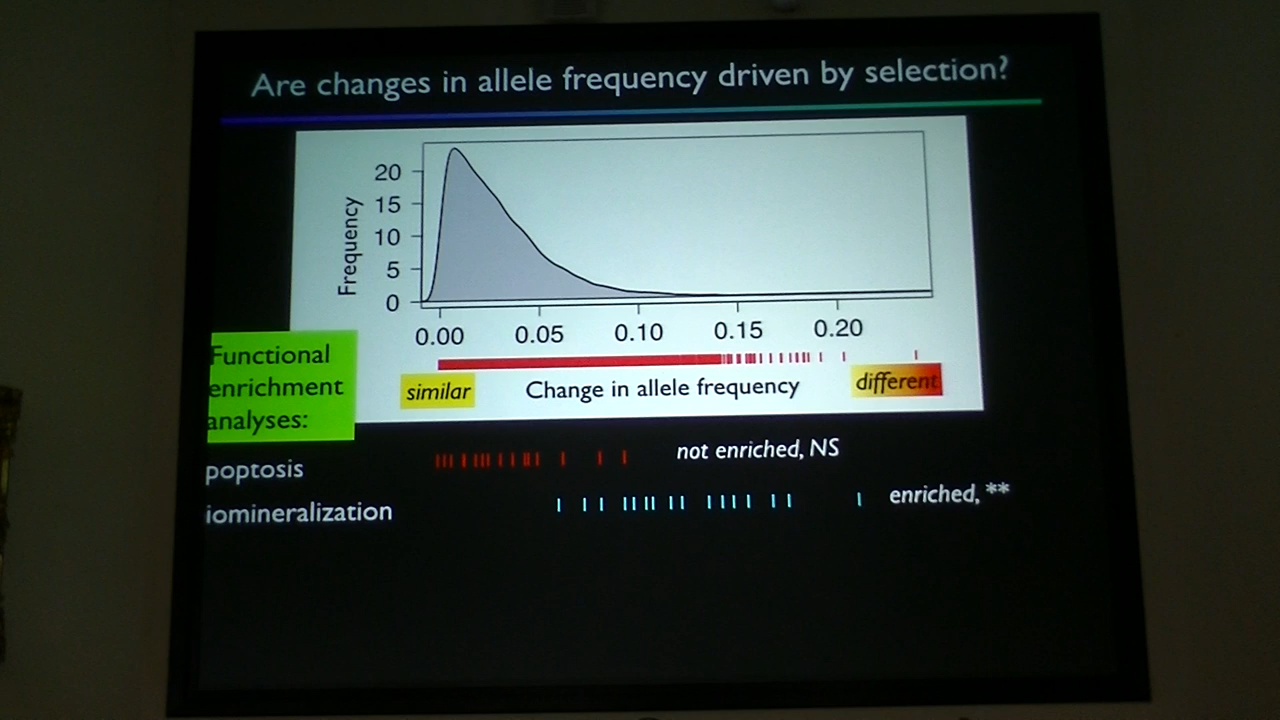 Are changes in allele frequency driven by selection?
Frequency
20
15
10
5
0
0.00 0.05 0.10 0.15 0.20
similar Change in allele frequency different
Functional
enrichment
analyses:
poptosis not enriched, NS
iomineralization enriched, **